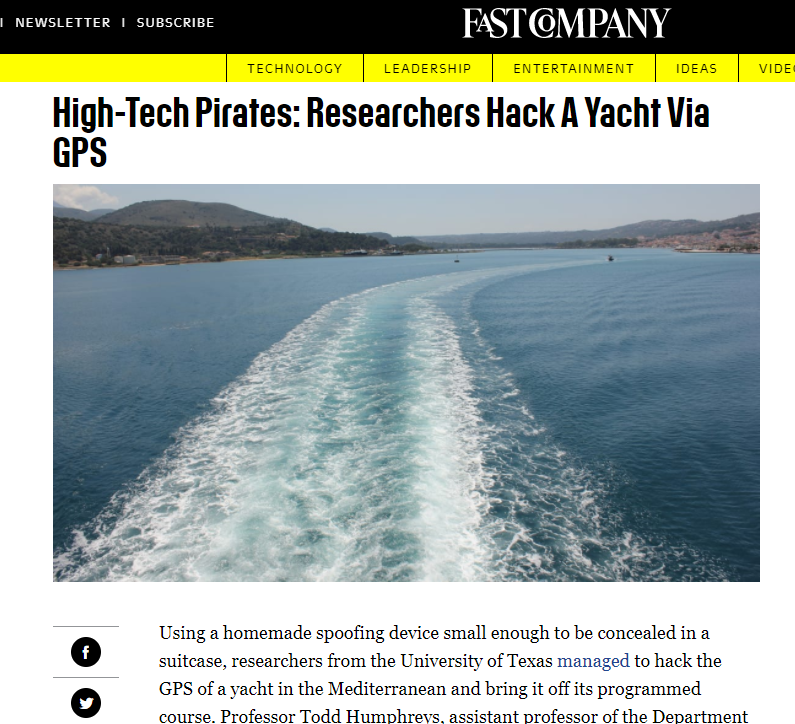 I NEWSLETTER I SUBSCRIBE
FAST COMPANY
TECHNOLOGY LEADERSHIP ENTERTAINMENT IDEAS VIDEO
High-Tech Pirates: Researchers Hack A Yacht Via
GPS
Using a homemade spoofing device small enough to be concealed in a
suitcase, researchers from the University of Texas managed to hack the
GPS of a yacht in the Mediterranean and bring it off its programmed
course. Professor Todd Humphreys, assistant professor of the Department